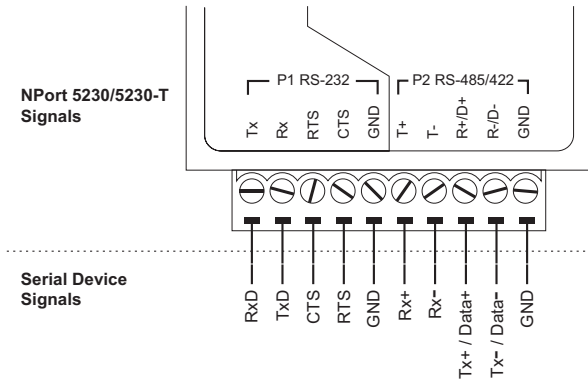 P1 RS-232
P2 RS-485/422
NPort 5230/5230-T
Signals
Tx
Rx
RTS
CTS
GND
T+
T-
R+/D+
R-/D-
GND
Serial Device
Signals
RxD
TxD
CTS
RTS
GND
Rx+
Rx-
Tx+ / Data+
Tx- / Data-
GND